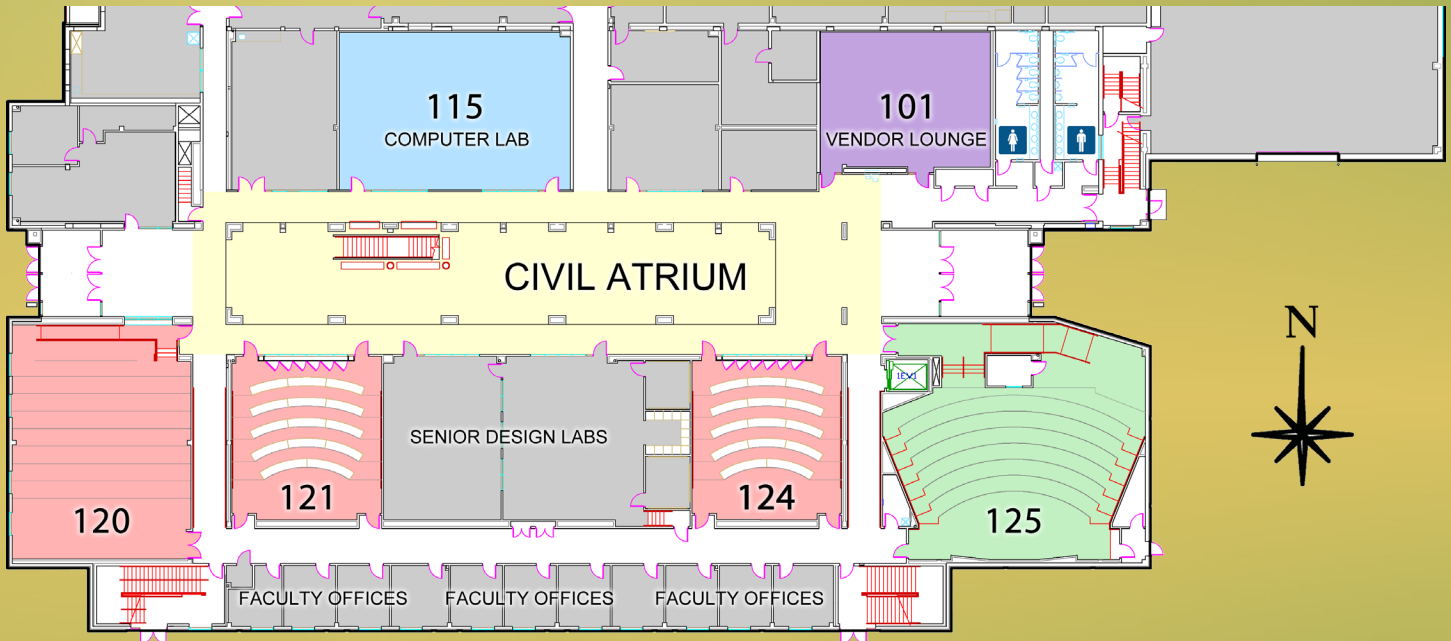 115
COMPUTER LAB
101
VENDOR LOUNGE
CIVIL ATRIUM
N
SENIOR DESIGN LABS
120
121
124
125
FACULTY OFFICES
FACULTY OFFICES
FACULTY OFFICES